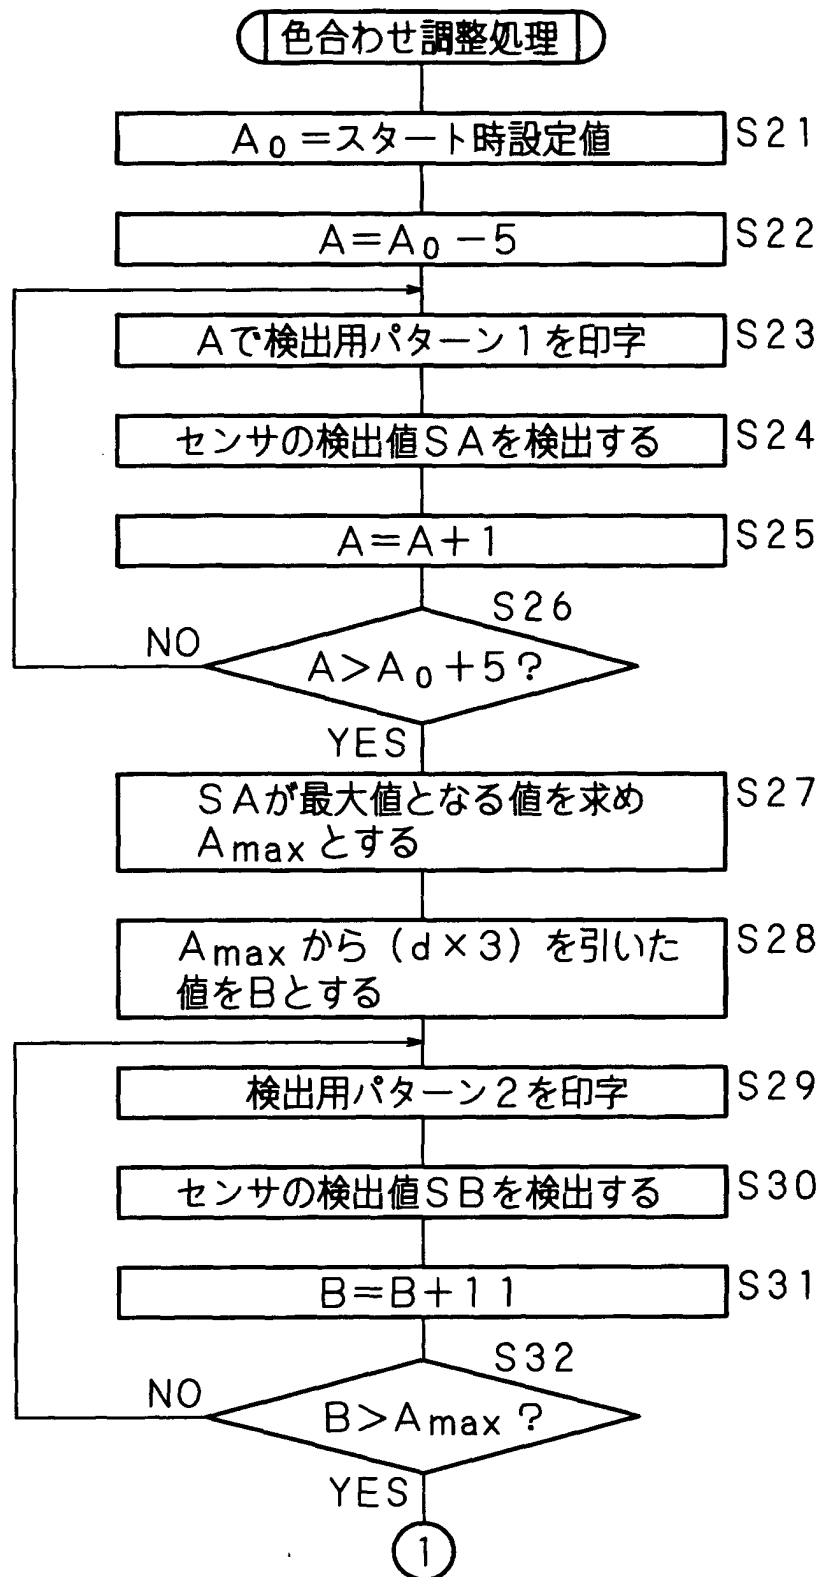 色合わせ調整処理
A0=スタート時設定値 S21
A=A0-5 S22
Aで検出用パターン1を印字 S23
センサの検出値SAを検出する S24
A=A+1 S25
S26
NO
A>A0+5?
YES
SAが最大値となる値を求め S27
Amaxとする
Amaxから(d×3)を引いた S28
値をBとする
検出用パターン2を印字 S29
センサの検出値SBを検出する S30
B=B+11 S31
S32
NO
B>Amax?
YES
1